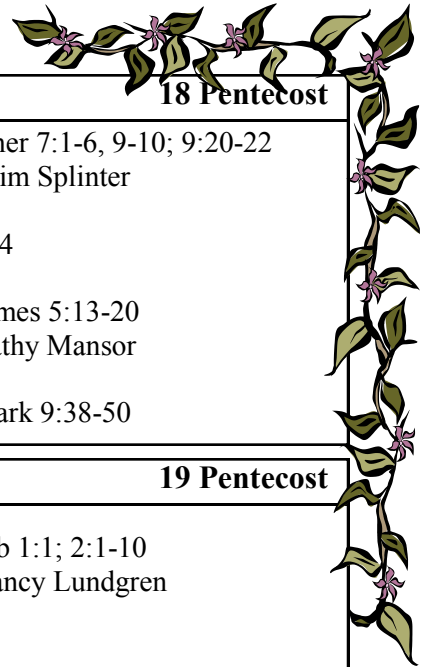 18 Pentecost
her 7:1-6, 9-10; 9:20-22
im Splinter
4
mes 5:13-20
athy Mansor
ark 9:38-50
19 Pentecost
b 1:1; 2:1-10
ancy Lundgren